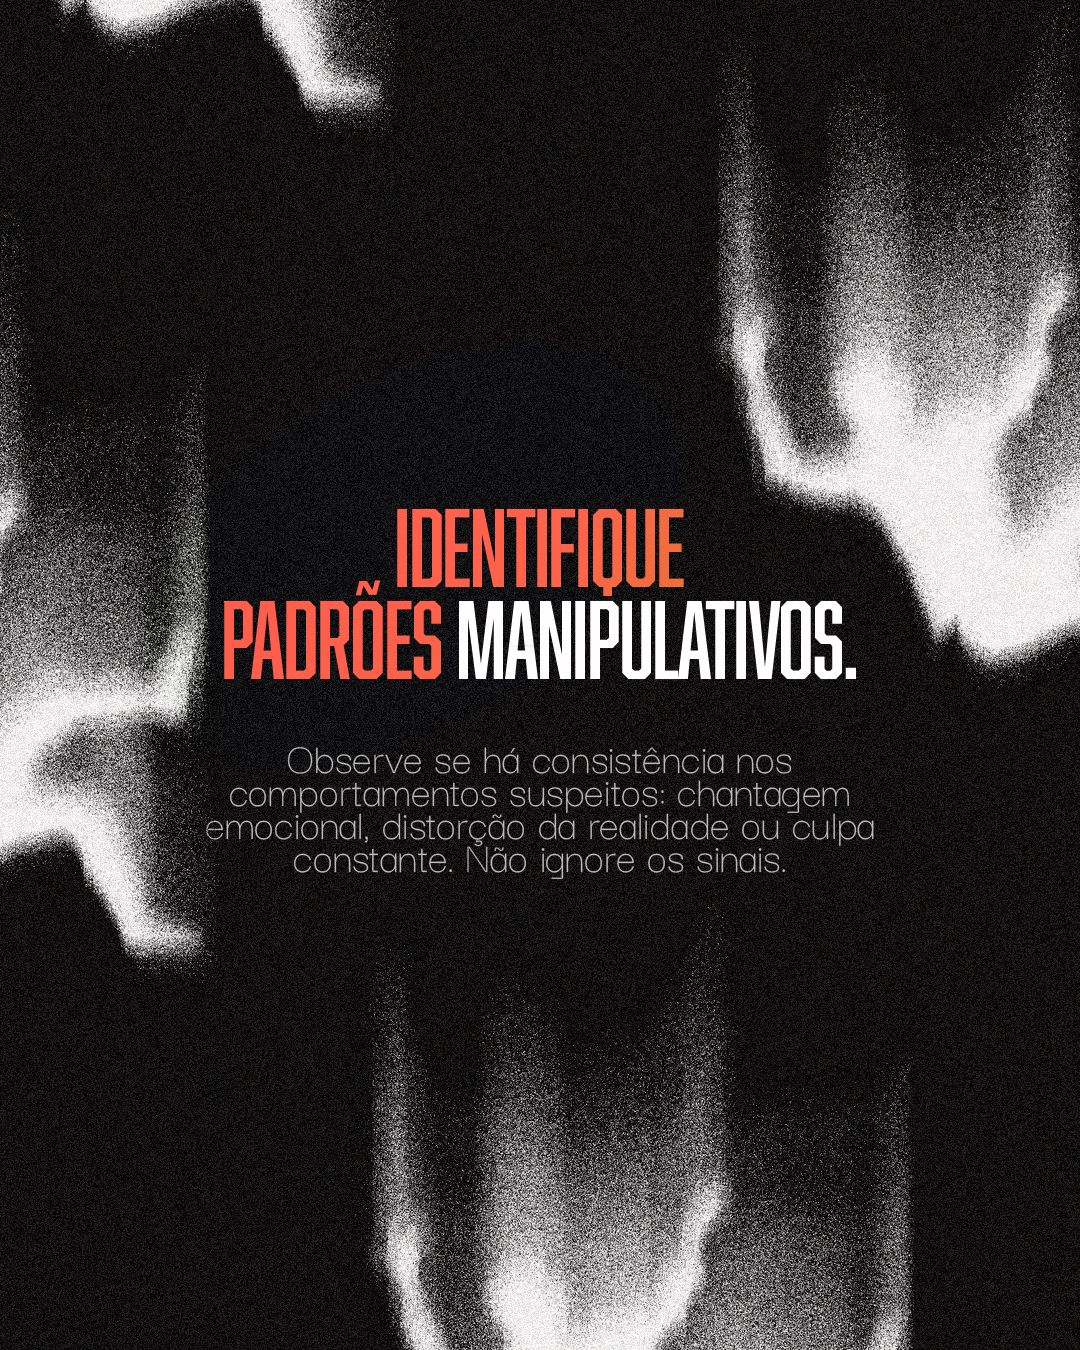 IDENTIFIQUE
PADRÕES MANIPULATIVOS.
Observe se há consistência nos
comportamentos suspeitos: chantagem
emocional, distorção da realidade ou culpa
constante. Não ignore os sinais.